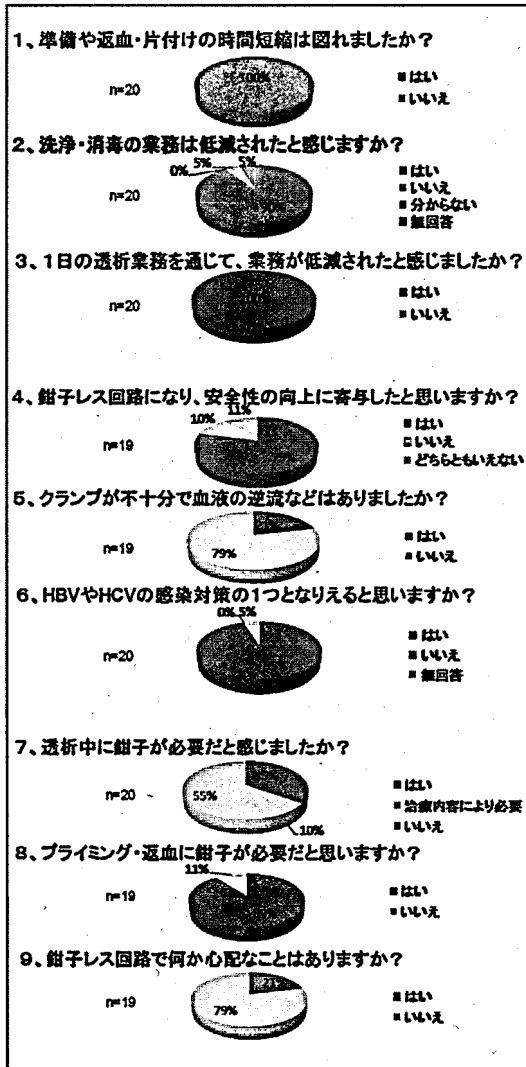 1、準備や返血・片付けの時間短縮は図れましたか？
100%
n=20
■はい
■いいえ
2、洗浄・消毒の業務は低減されたと感じますか？
0% 5% 5%
n=20
■はい
■いいえ
■分からない
■無回答
3、1日の透析業務を通じて、業務が低減されたと感じましたか？
n=20
■はい
■いいえ
4、鉗子レス回路になり、安全性の向上に寄与したと思いますか？
10% 11%
n=19
■はい
□いいえ
■どちらともいえない
5、クランプが不十分で血液の逆流などはありましたか？
n=19
79%
■はい
■いいえ
6、HBVやHCVの感染対策の1つとなりえると思いますか？
0% 5%
n=20
■はい
■いいえ
■無回答
7、透析中に鉗子が必要だと感じましたか？
n=20
55%
10%
■はい
■治療内容により必要
■いいえ
8、プライミング・返血に鉗子が必要だと思いますか？
11%
n=19
■はい
■いいえ
9、鉗子レス回路で何か心配なことはありますか？
21%
n=19
79%
■はい
■いいえ